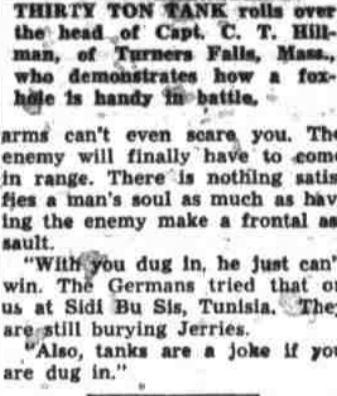 THIRTY TON TANK rolls over
the head of Capt. C. T. Hill-
man, of Turners Falls, Mass.,
who demonstrates how a fox-
hole is handy in battle.
arms can't even scare you. The
enemy will finally have to com
in range. There is nothing satis
fies a man's soul as much as hav
ing the enemy make a frontal as
sault.
"With you dug in, he just can'
win. The Germans tried that o
us at Sidi Bu Sis, Tunisia. They
are still burying Jerries.
"Also, tanks are a joke if you
are dug in."